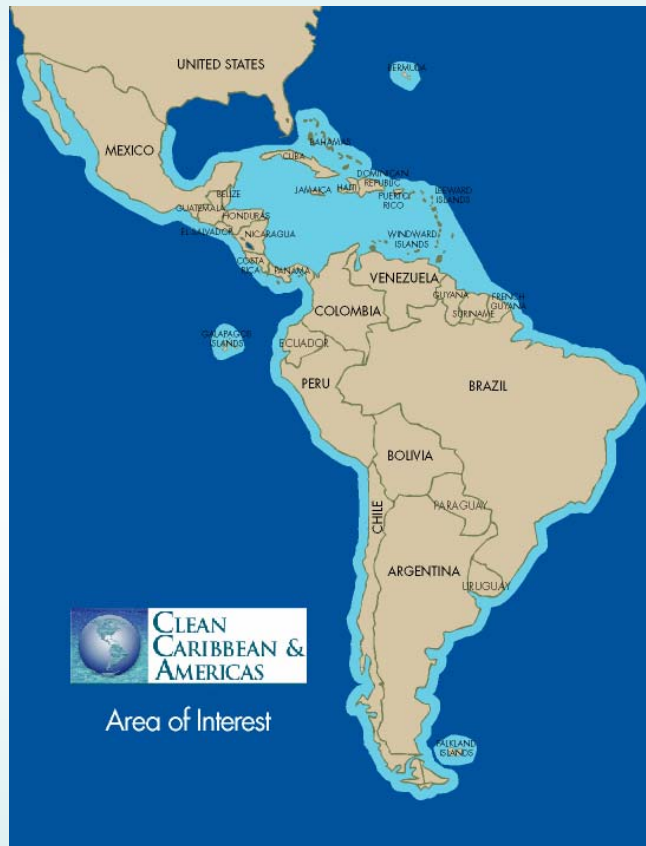 UNITED STATES
BERMUDA
MEXICO
BAHAMAS
CUBA
DOMINICAN
REPUBLIC
JAMAICA
HAITI
PUERTO
RICO
LEEWARD
ISLANDS
BELIZE
GUATEMALA
HONDURAS
EL SALVADOR
NICARAGUA
WINDWARD
ISLANDS
COSTA
RICA
PANAMA
VENEZUELA
GUYANA
FRENCH
GUYANA
SURINAME
COLOMBIA
GALAPAGOS
ISLANDS
ECUADOR
PERU
BRAZIL
BOLIVIA
PARAGUAY
CHILE
ARGENTINA
URUGUAY
CLEAN
CARIBBEAN &
AMERICAS
Area of Interest
FALKLAND
ISLANDS